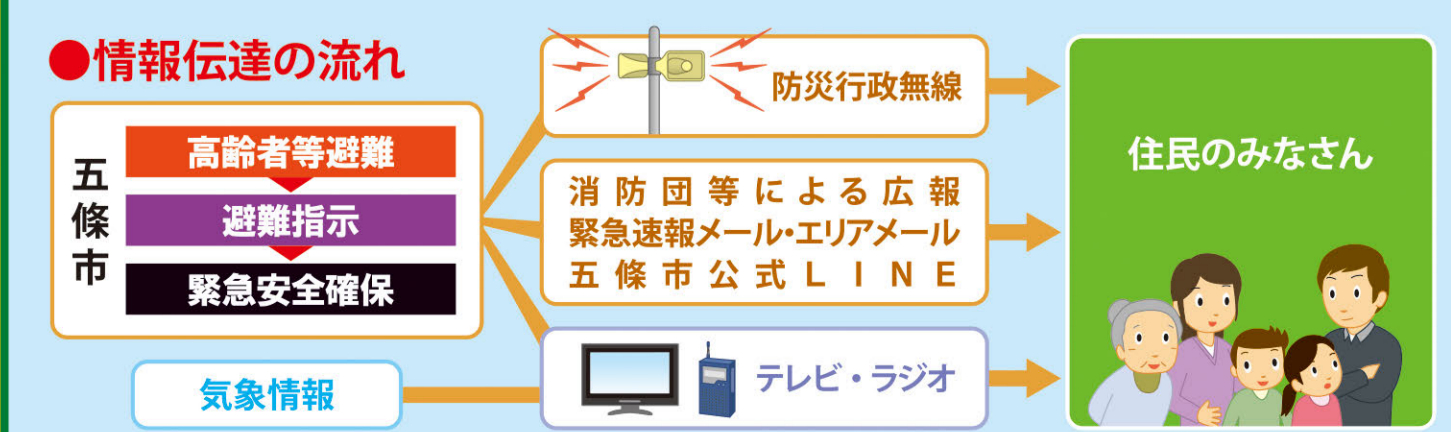 ●情報伝達の流れ
五條市
高齢者等避難
避難指示
緊急安全確保
気象情報
防災行政無線
消防団等による広報
緊急速報メール・エリアメール
五條市公式LINE
テレビ・ラジオ
住民のみなさん